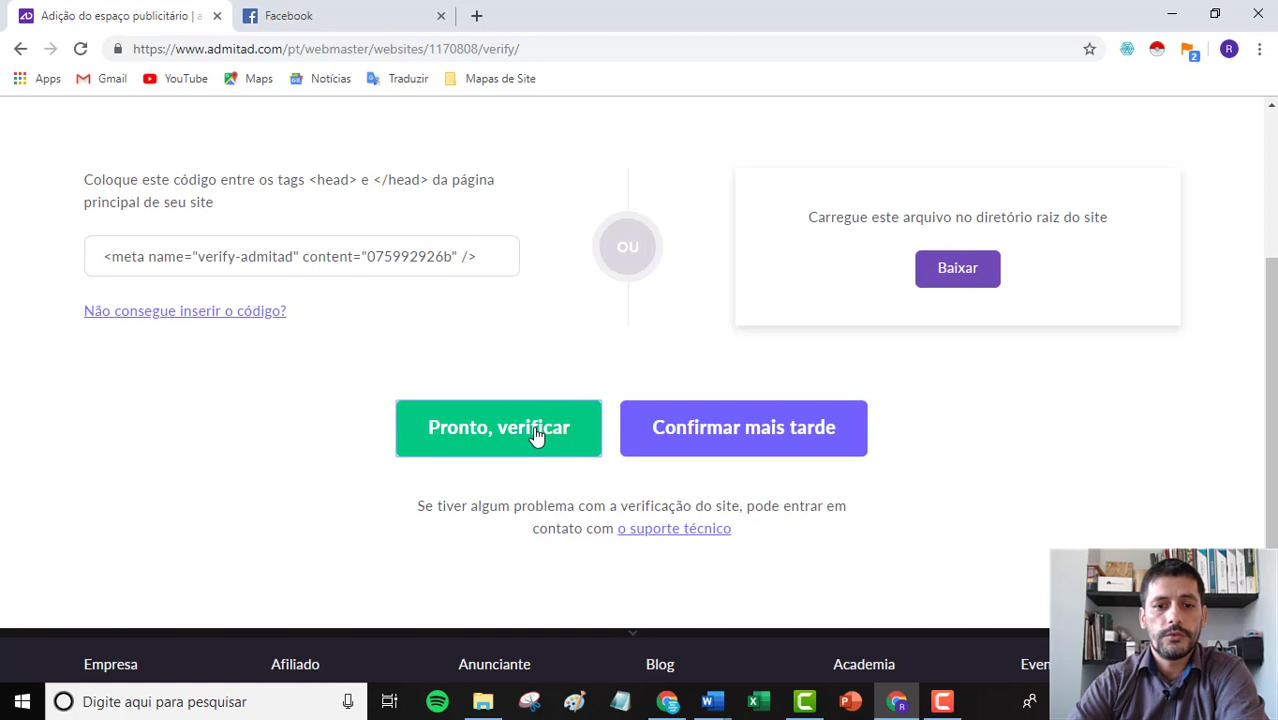 Adição do espaço publicitário | a
Facebook
https://www.admitad.com/pt/webmaster/websites/1170808/verify/
2
R
Apps
Gmail
YouTube
Maps
Notícias
Traduzir
Mapas de Site
Coloque este código entre os tags <head> e </head> da página
principal de seu site
<meta name="verify-admitad" content="075992926b" />
Não consegue inserir o código?
OU
Carregue este arquivo no diretório raiz do site
Baixar
Pronto, verificar
Confirmar mais tarde
Se tiver algum problema com a verificação do site, pode entrar em
contato com o suporte técnico
Empresa
Afiliado
Anunciante
Blog
Academia
Even
Digite aqui para pesquisar